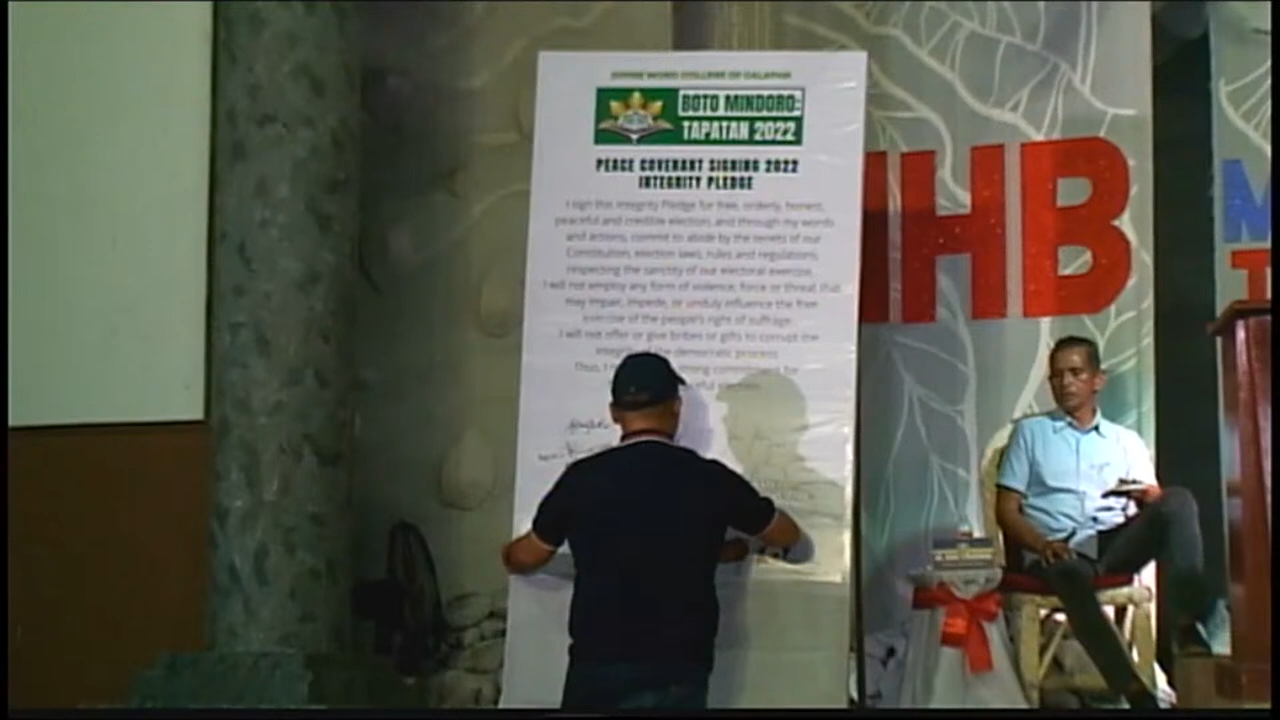 DIVINE WORD COLLEGE OF CALAPAN
BOTO MINDORO:
TAPATAN 2022
PEACE COVENANT SIGNING 2022
INTEGRITY PLEDGE
I sign this Integrity Pledge for free, orderly, honest,
peaceful and credible election, and through my words
and actions, commit to abide by the tenets of our
Constitution, election laws, rules and regulations,
respecting the sanctity of our electoral exercise.
I will not employ any form of violence, force or threat that
may impair, impede, or unduly influence the free
exercise of the people's right of suffrage.
I will not offer or give bribes or gifts to corrupt the
of the democratic process
Thus, I for
HB
M
T